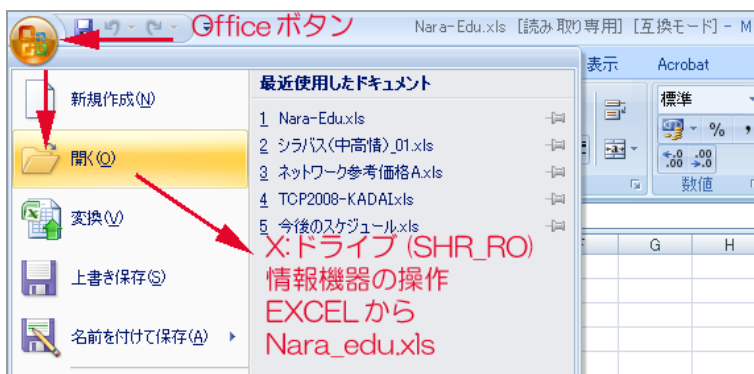 Officeボタン
Nara-Edu.xls [読み取り専用] [互換モード] - M
表示 Acrobat
最近使用したドキュメント
新規作成(N)
1 Nara-Edu.xls
2 シラバス(中高情)_01.xls
開く(O)
3 ネットワーク参考価格A.xls
4 TCP2008-KADAI.xls
変換(V)
5 今後のスケジュール.xls
標準
% ,
.0 .00
.00 .0
数値
G H
X:ドライブ (SHR_RO)
情報機器の操作
EXCELから
Nara_edu.xls
上書き保存(S)
名前を付けて保存(A)